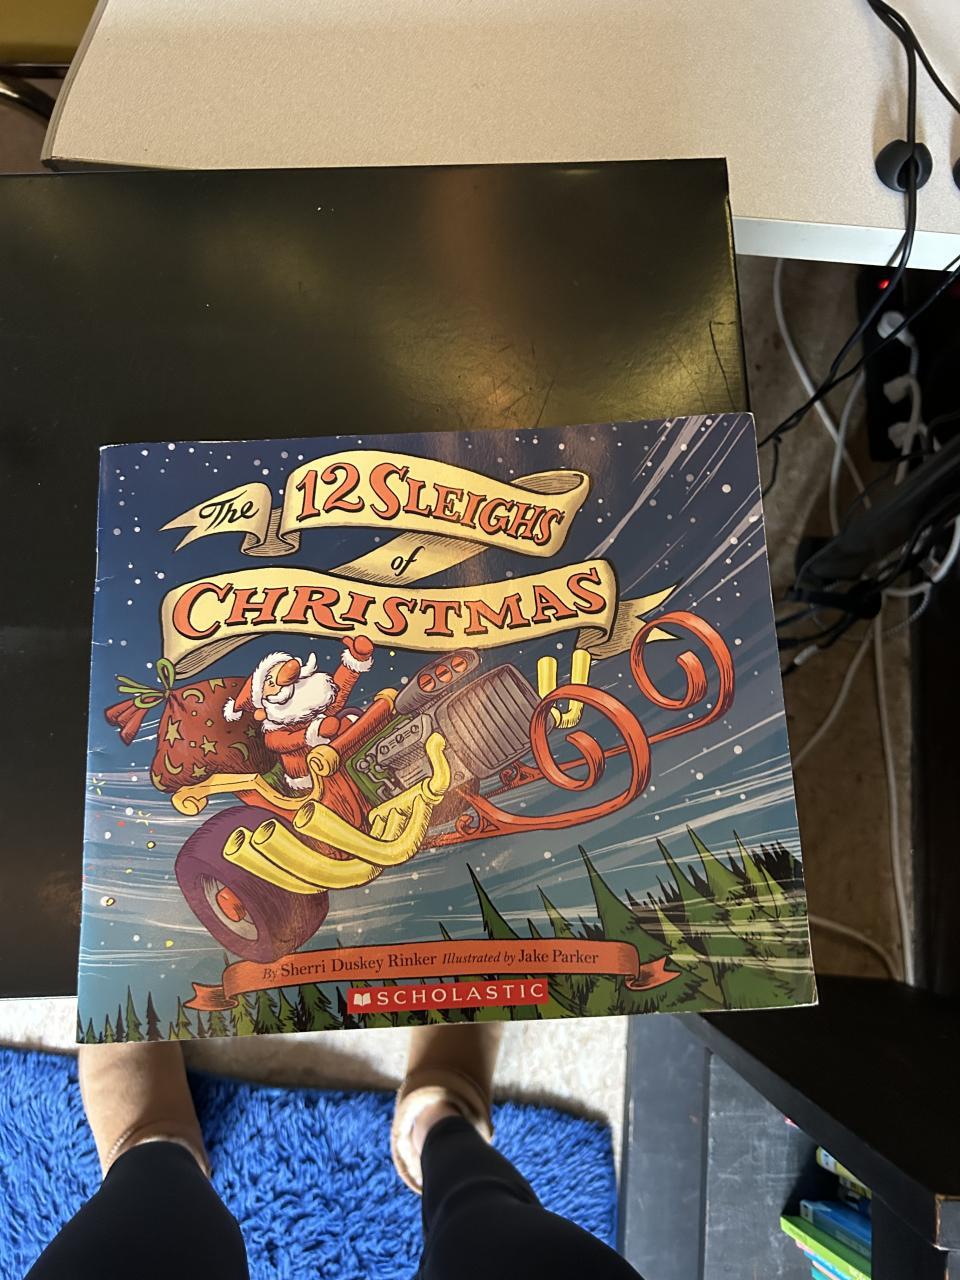 The
12 SLEIGHS
of
CHRISTMAS
By Sherri Duskey Rinker Illustrated by Jake Parker
SCHOLASTIC